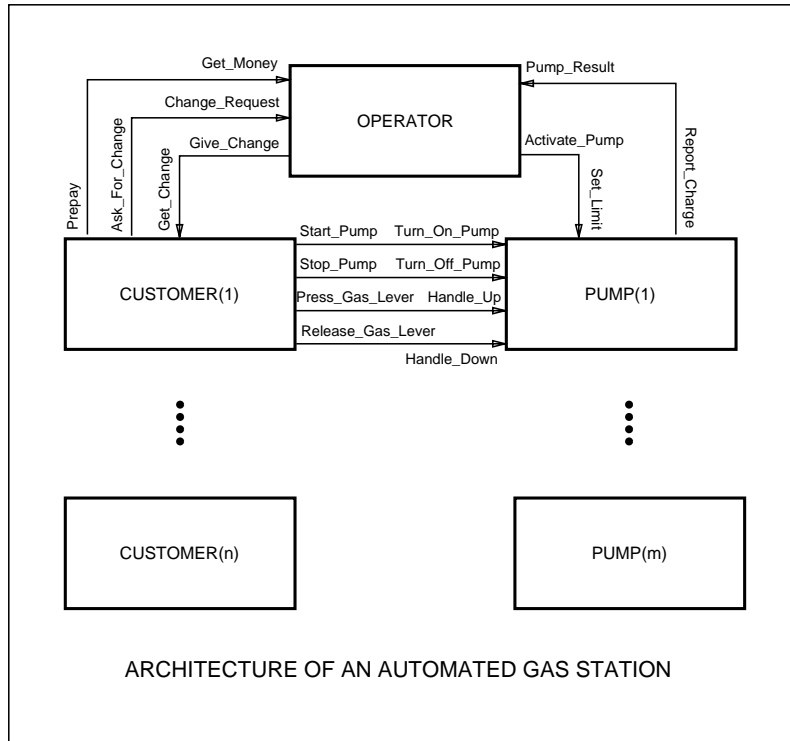 Get_Money
Pump_Result
Change_Request
OPERATOR
Give_Change
Activate_Pump
Prepay
Ask_For_Change
Get_Change
Set_Limit
Report_Charge
Start_Pump Turn_On_Pump
Stop_Pump Turn_Off_Pump
CUSTOMER(1)
Press_Gas_Lever Handle_Up
PUMP(1)
Release_Gas_Lever
Handle_Down
CUSTOMER(n)
PUMP(m)
ARCHITECTURE OF AN AUTOMATED GAS STATION